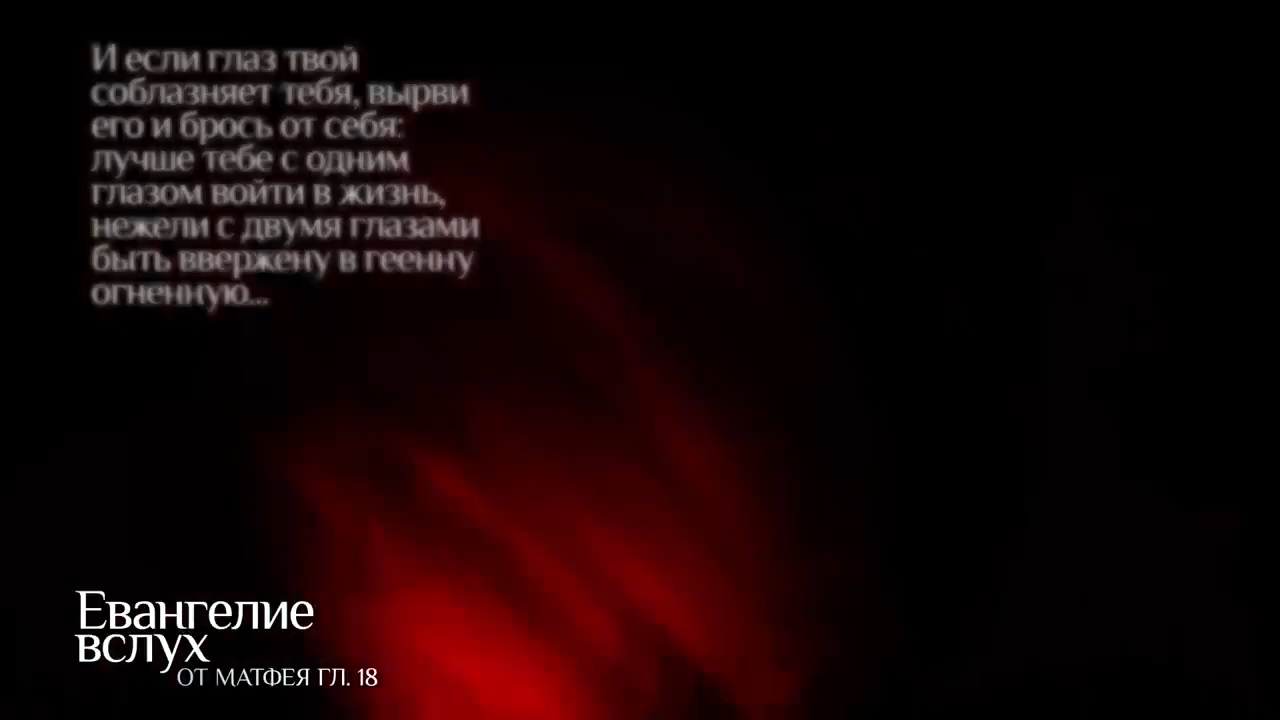 И если глаз твой
соблазняет тебя, вырви
его и брось от себя:
лучше тебе с одним
глазом войти в жизнь,
нежели с двумя глазами
быть ввержену в геенну
огненную...
Евангелие
вслух
ОТ МАТФЕЯ ГЛ. 18